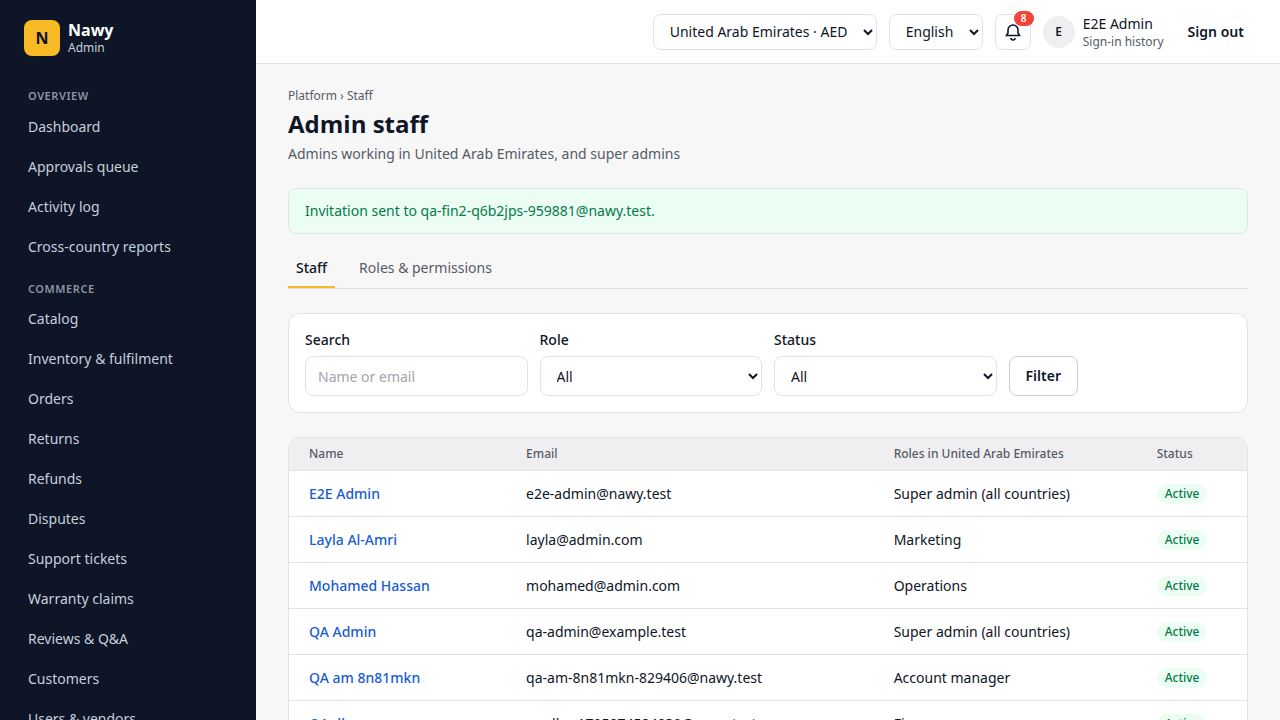 N
Nawy
Admin
OVERVIEW
Dashboard
Approvals queue
Activity log
Cross-country reports
COMMERCE
Catalog
Inventory & fulfilment
Orders
Returns
Refunds
Disputes
Support tickets
Warranty claims
Reviews & Q&A
Customers
Users & vendors
United Arab Emirates · AED
English
8
E
E2E Admin
Sign-in history
Sign out
Platform › Staff
Admin staff
Admins working in United Arab Emirates, and super admins
Invitation sent to qa-fin2-q6b2jps-959881@nawy.test.
Staff Roles & permissions
Search Role Status
Name or email All All Filter
Name Email Roles in United Arab Emirates Status
E2E Admin e2e-admin@nawy.test Super admin (all countries) Active
Layla Al-Amri layla@admin.com Marketing Active
Mohamed Hassan mohamed@admin.com Operations Active
QA Admin qa-admin@example.test Super admin (all countries) Active
QA am 8n81mkn qa-am-8n81mkn-829406@nawy.test Account manager Active